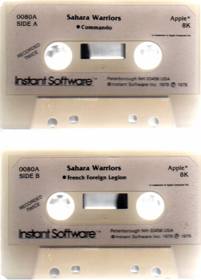 0080A
SIDE A
Sahara Warriors
• Commando
Apple*
8K
RECORDED
TWICE
Instant Software™
Peterborough NH 03458 USA
© Instant Software Inc. 1979 ℗ 1979
0080A
SIDE B
Sahara Warriors
• French Foreign Legion
Apple*
8K
RECORDED
TWICE
Instant Software™
Peterborough NH 03458 USA
© Instant Software Inc. 1979 ℗ 1979